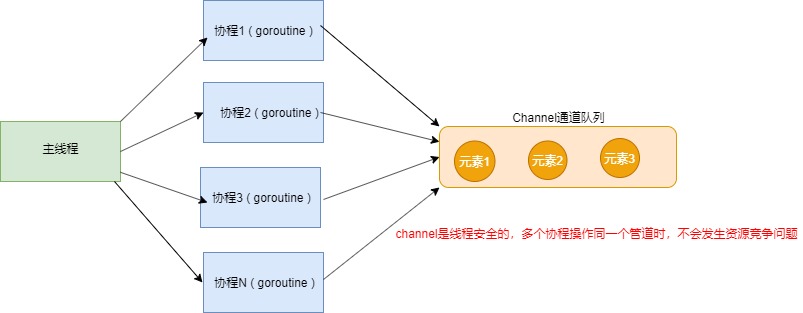 协程1（goroutine）
协程2（goroutine）
主线程
协程3（goroutine）
协程N（goroutine）
Channel通道队列
元素1
元素2
元素3
channel是线程安全的，多个协程操作同一个管道时，不会发生资源竞争问题